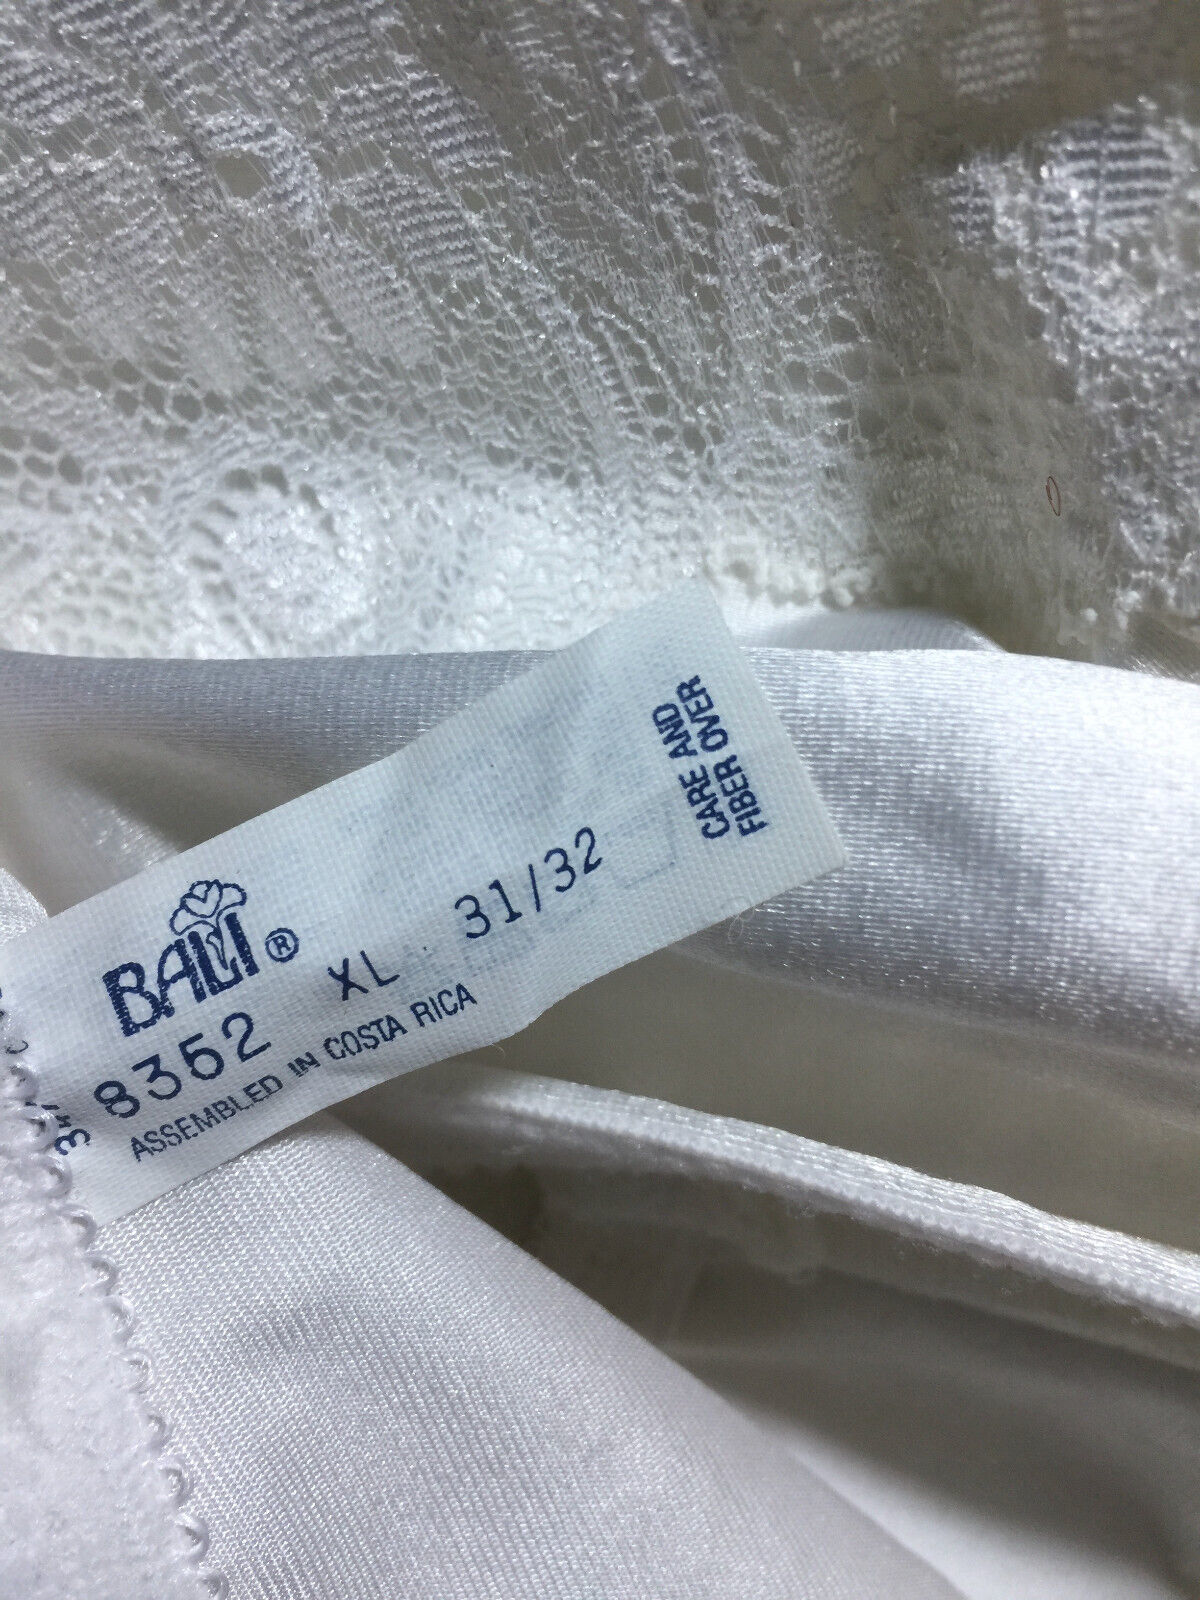 BALI®
8352 XL 31/32
ASSEMBLED IN COSTA RICA
CARE AND
FIBER OVER